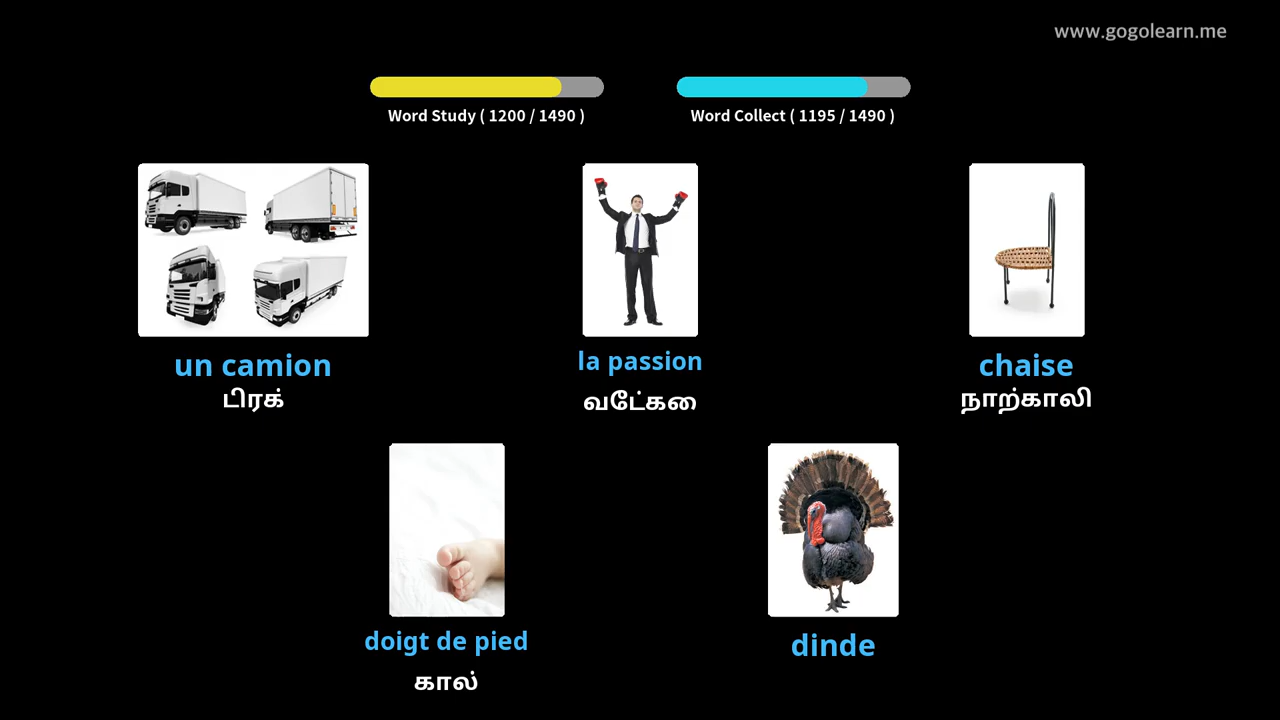 www.gogolearn.me
Word Study ( 1200 / 1490 )
Word Collect ( 1195 / 1490 )
un camion
டிரக்
la passion
வேட்கை
chaise
நாற்காலி
doigt de pied
கால்
dinde